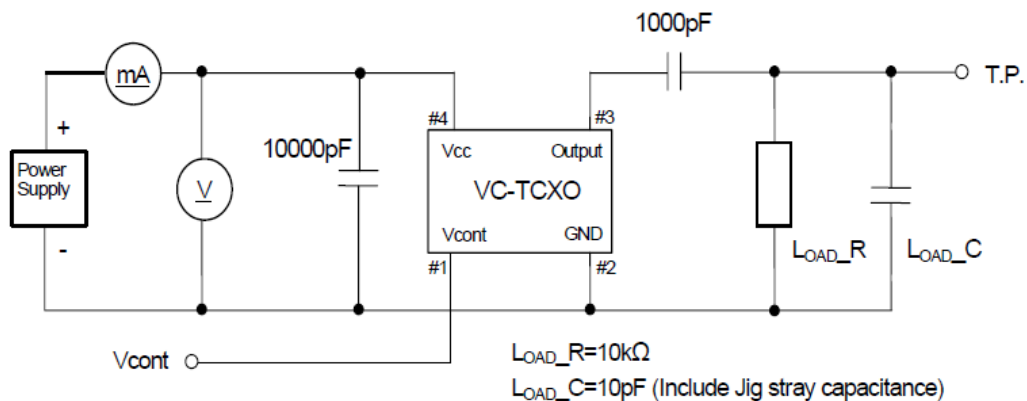 1000pF
mA
T.P.
+
#4
#3
10000pF
Vcc
Output
Power
Supply
V
VC-TCXO
-
Vcont
GND
#1
#2
LOAD_R
LOAD_C
Vcont
LOAD_R=10kΩ
LOAD_C=10pF (Include Jig stray capacitance)